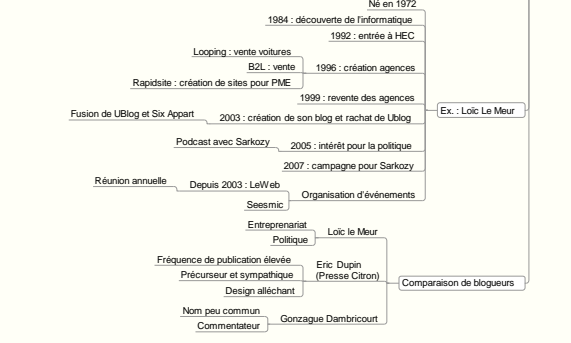 Né en 1972
1984 : découverte de l'informatique
1992 : entrée à HEC
Looping : vente voitures
B2L : vente
1996 : création agences
Rapidsite : création de sites pour PME
1999 : revente des agences
Ex. : Loïc Le Meur
Fusion de UBlog et Six Appart
2003 : création de son blog et rachat de Ublog
Podcast avec Sarkozy
2005 : intérêt pour la politique
2007 : campagne pour Sarkozy
Réunion annuelle
Depuis 2003 : LeWeb
Organisation d'événements
Seesmic
Entreprenariat
Loïc le Meur
Politique
Fréquence de publication élevée
Eric Dupin
(Presse Citron)
Précurseur et sympathique
Design alléchant
Comparaison de blogueurs
Nom peu commun
Gonzague Dambricourt
Commentateur